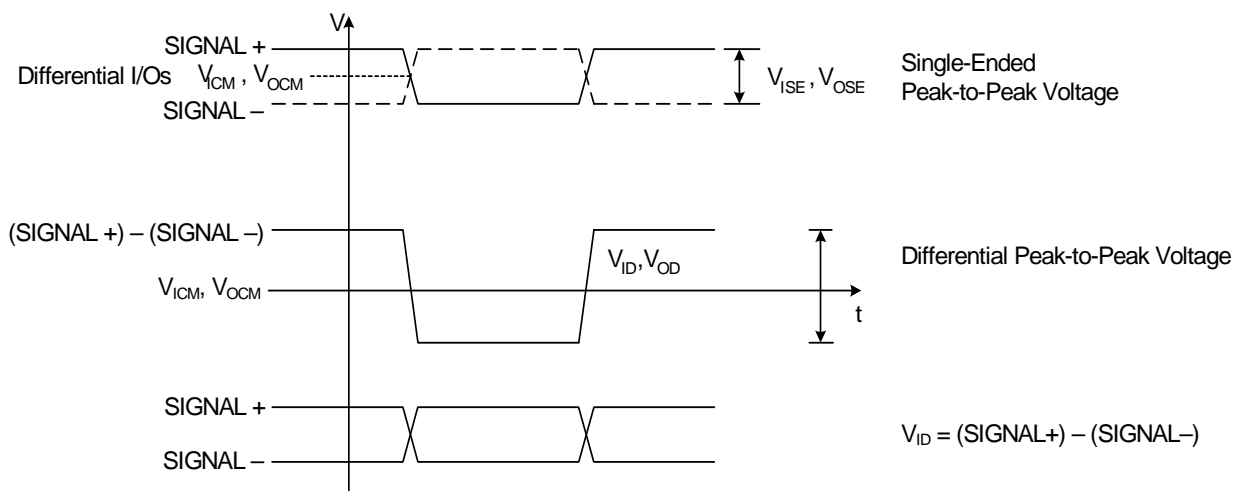 V
SIGNAL +
Differential I/Os V_ICM , V_OCM
SIGNAL –
V_ISE , V_OSE
Single-Ended
Peak-to-Peak Voltage
(SIGNAL +) – (SIGNAL –)
V_ID, V_OD
Differential Peak-to-Peak Voltage
V_ICM, V_OCM
t
SIGNAL +
SIGNAL –
V_ID = (SIGNAL+) – (SIGNAL–)